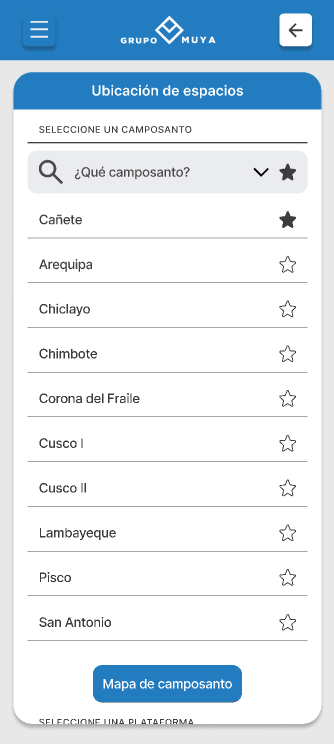 GRUPO MUYA
Ubicación de espacios
SELECCIONE UN CAMPOSANTO
¿Qué camposanto?
Cañete
Arequipa
Chiclayo
Chimbote
Corona del Fraile
Cusco I
Cusco II
Lambayeque
Pisco
San Antonio
Mapa de camposanto
SELECCIONE UNA PLATAFORMA